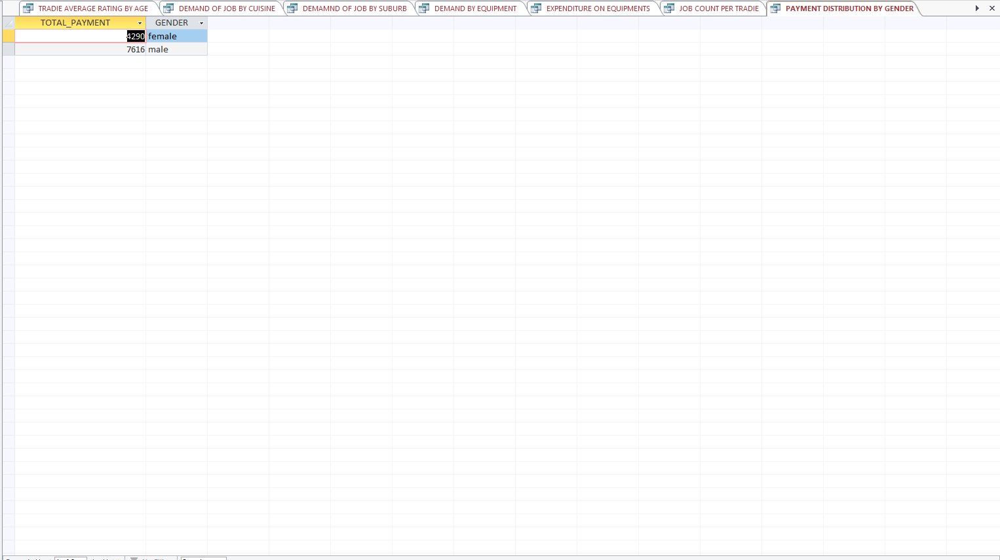 TRADIE AVERAGE RATING BY AGE DEMAND OF JOB BY CUISINE DEMAMND OF JOB BY SUBURB DEMAND BY EQUIPMENT EXPENDITURE ON EQUIPMENTS JOB COUNT PER TRADIE PAYMENT DISTRIBUTION BY GENDER
TOTAL_PAYMENT GENDER
4290 female
7616 male